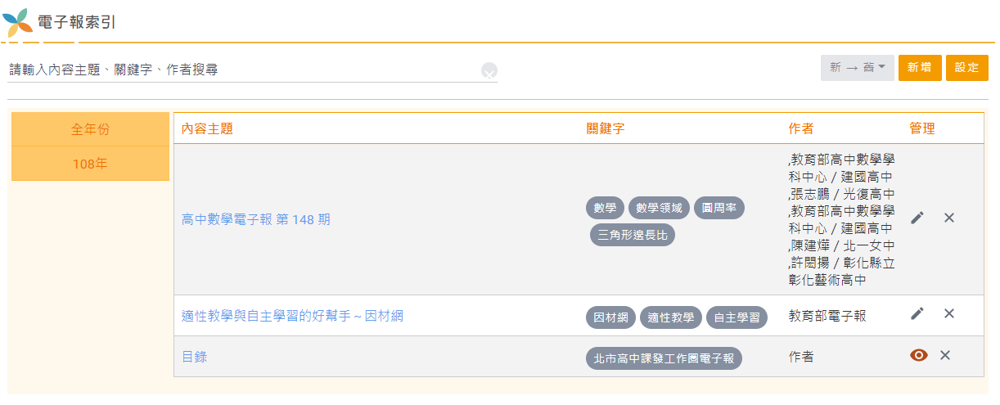 電子報索引
請輸入內容主題、關鍵字、作者搜尋
新 → 舊
新增
設定
全年份
108年
內容主題
關鍵字
作者
管理
高中數學電子報 第 148 期
數學
數學領域
圓周率
三角形邊長比
,教育部高中數學學
科中心 / 建國高中
,張志鵬 / 光復高中
,教育部高中數學學
科中心 / 建國高中
,陳建燁 / 北一女中
,許閎揚 / 彰化縣立
彰化藝術高中
適性教學與自主學習的好幫手 ~ 因材網
因材網
適性教學
自主學習
教育部電子報
目錄
北市高中課發工作圈電子報
作者